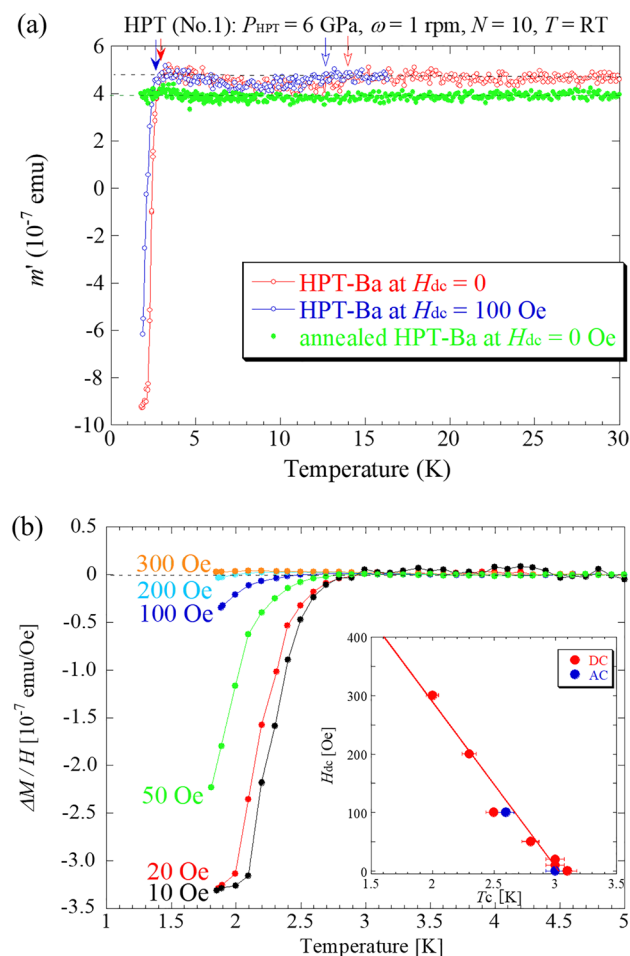 (a) HPT (No.1): PHPT = 6 GPa, ω = 1 rpm, N = 10, T = RT
6
4
2
0
-2
-4
-6
-8
-10
m' (10-7 emu)
HPT-Ba at Hdc = 0
HPT-Ba at Hdc = 100 Oe
annealed HPT-Ba at Hdc = 0 Oe
0 5 10 15 20 25 30
Temperature (K)
(b)
0.5
0
-0.5
-1.0
-1.5
-2.0
-2.5
-3.0
-3.5
ΔM / H [10-7 emu/Oe]
300 Oe
200 Oe
100 Oe
50 Oe
20 Oe
10 Oe
400
300
200
100
0
Hdc [Oe]
DC
AC
1.5 2 2.5 3 3.5
Tc [K]
1 1.5 2 2.5 3 3.5 4 4.5 5
Temperature [K]